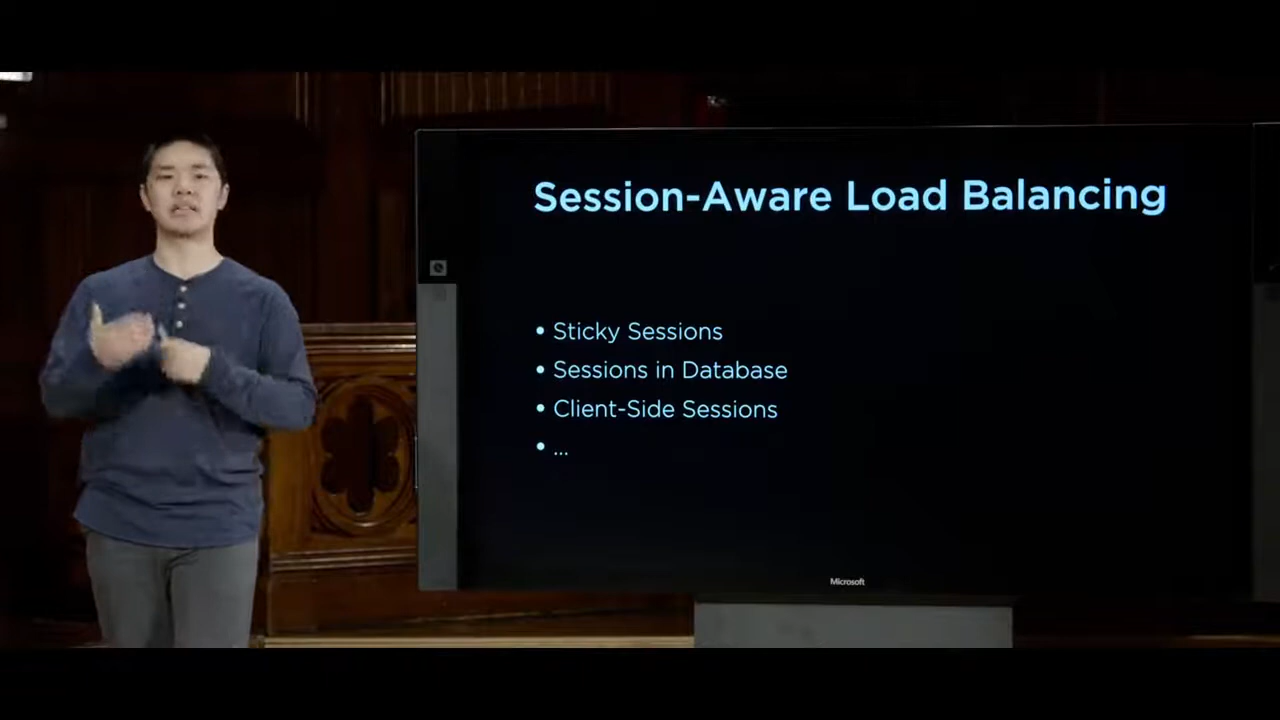 Session-Aware Load Balancing
• Sticky Sessions
• Sessions in Database
• Client-Side Sessions
• ...
Microsoft